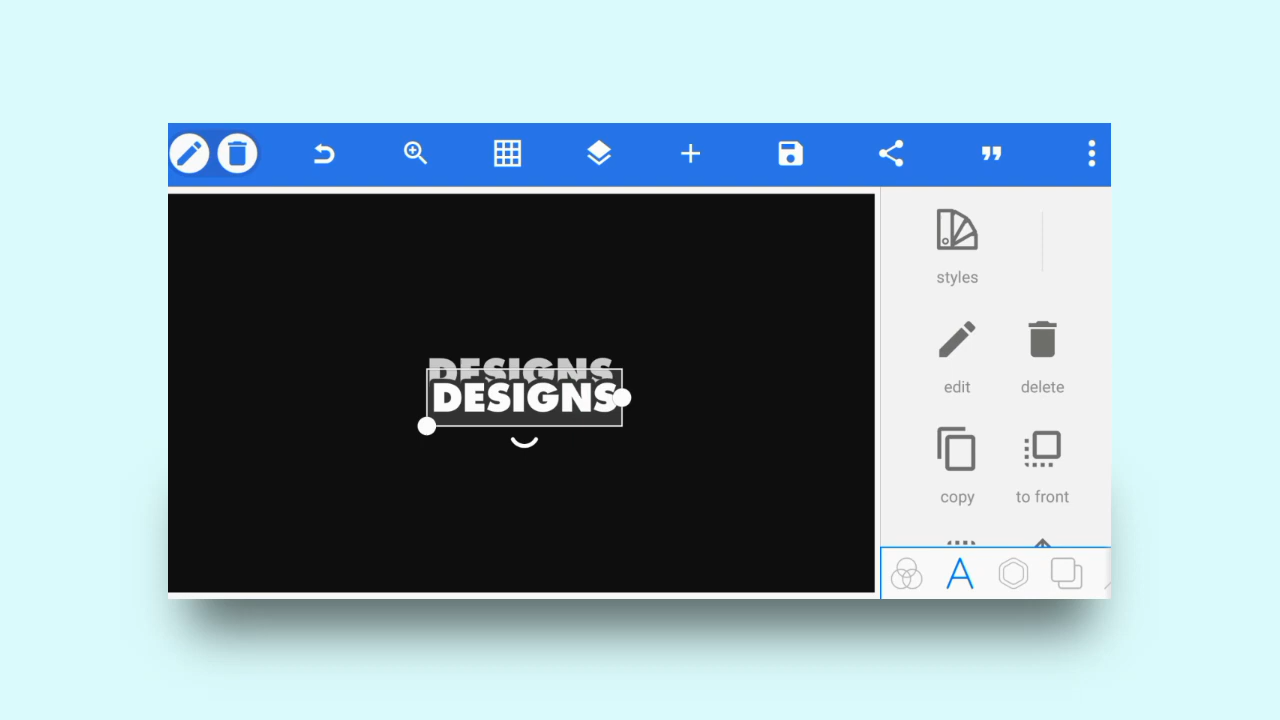 styles
DESIGNS
DESIGNS
edit
delete
copy
to front
A